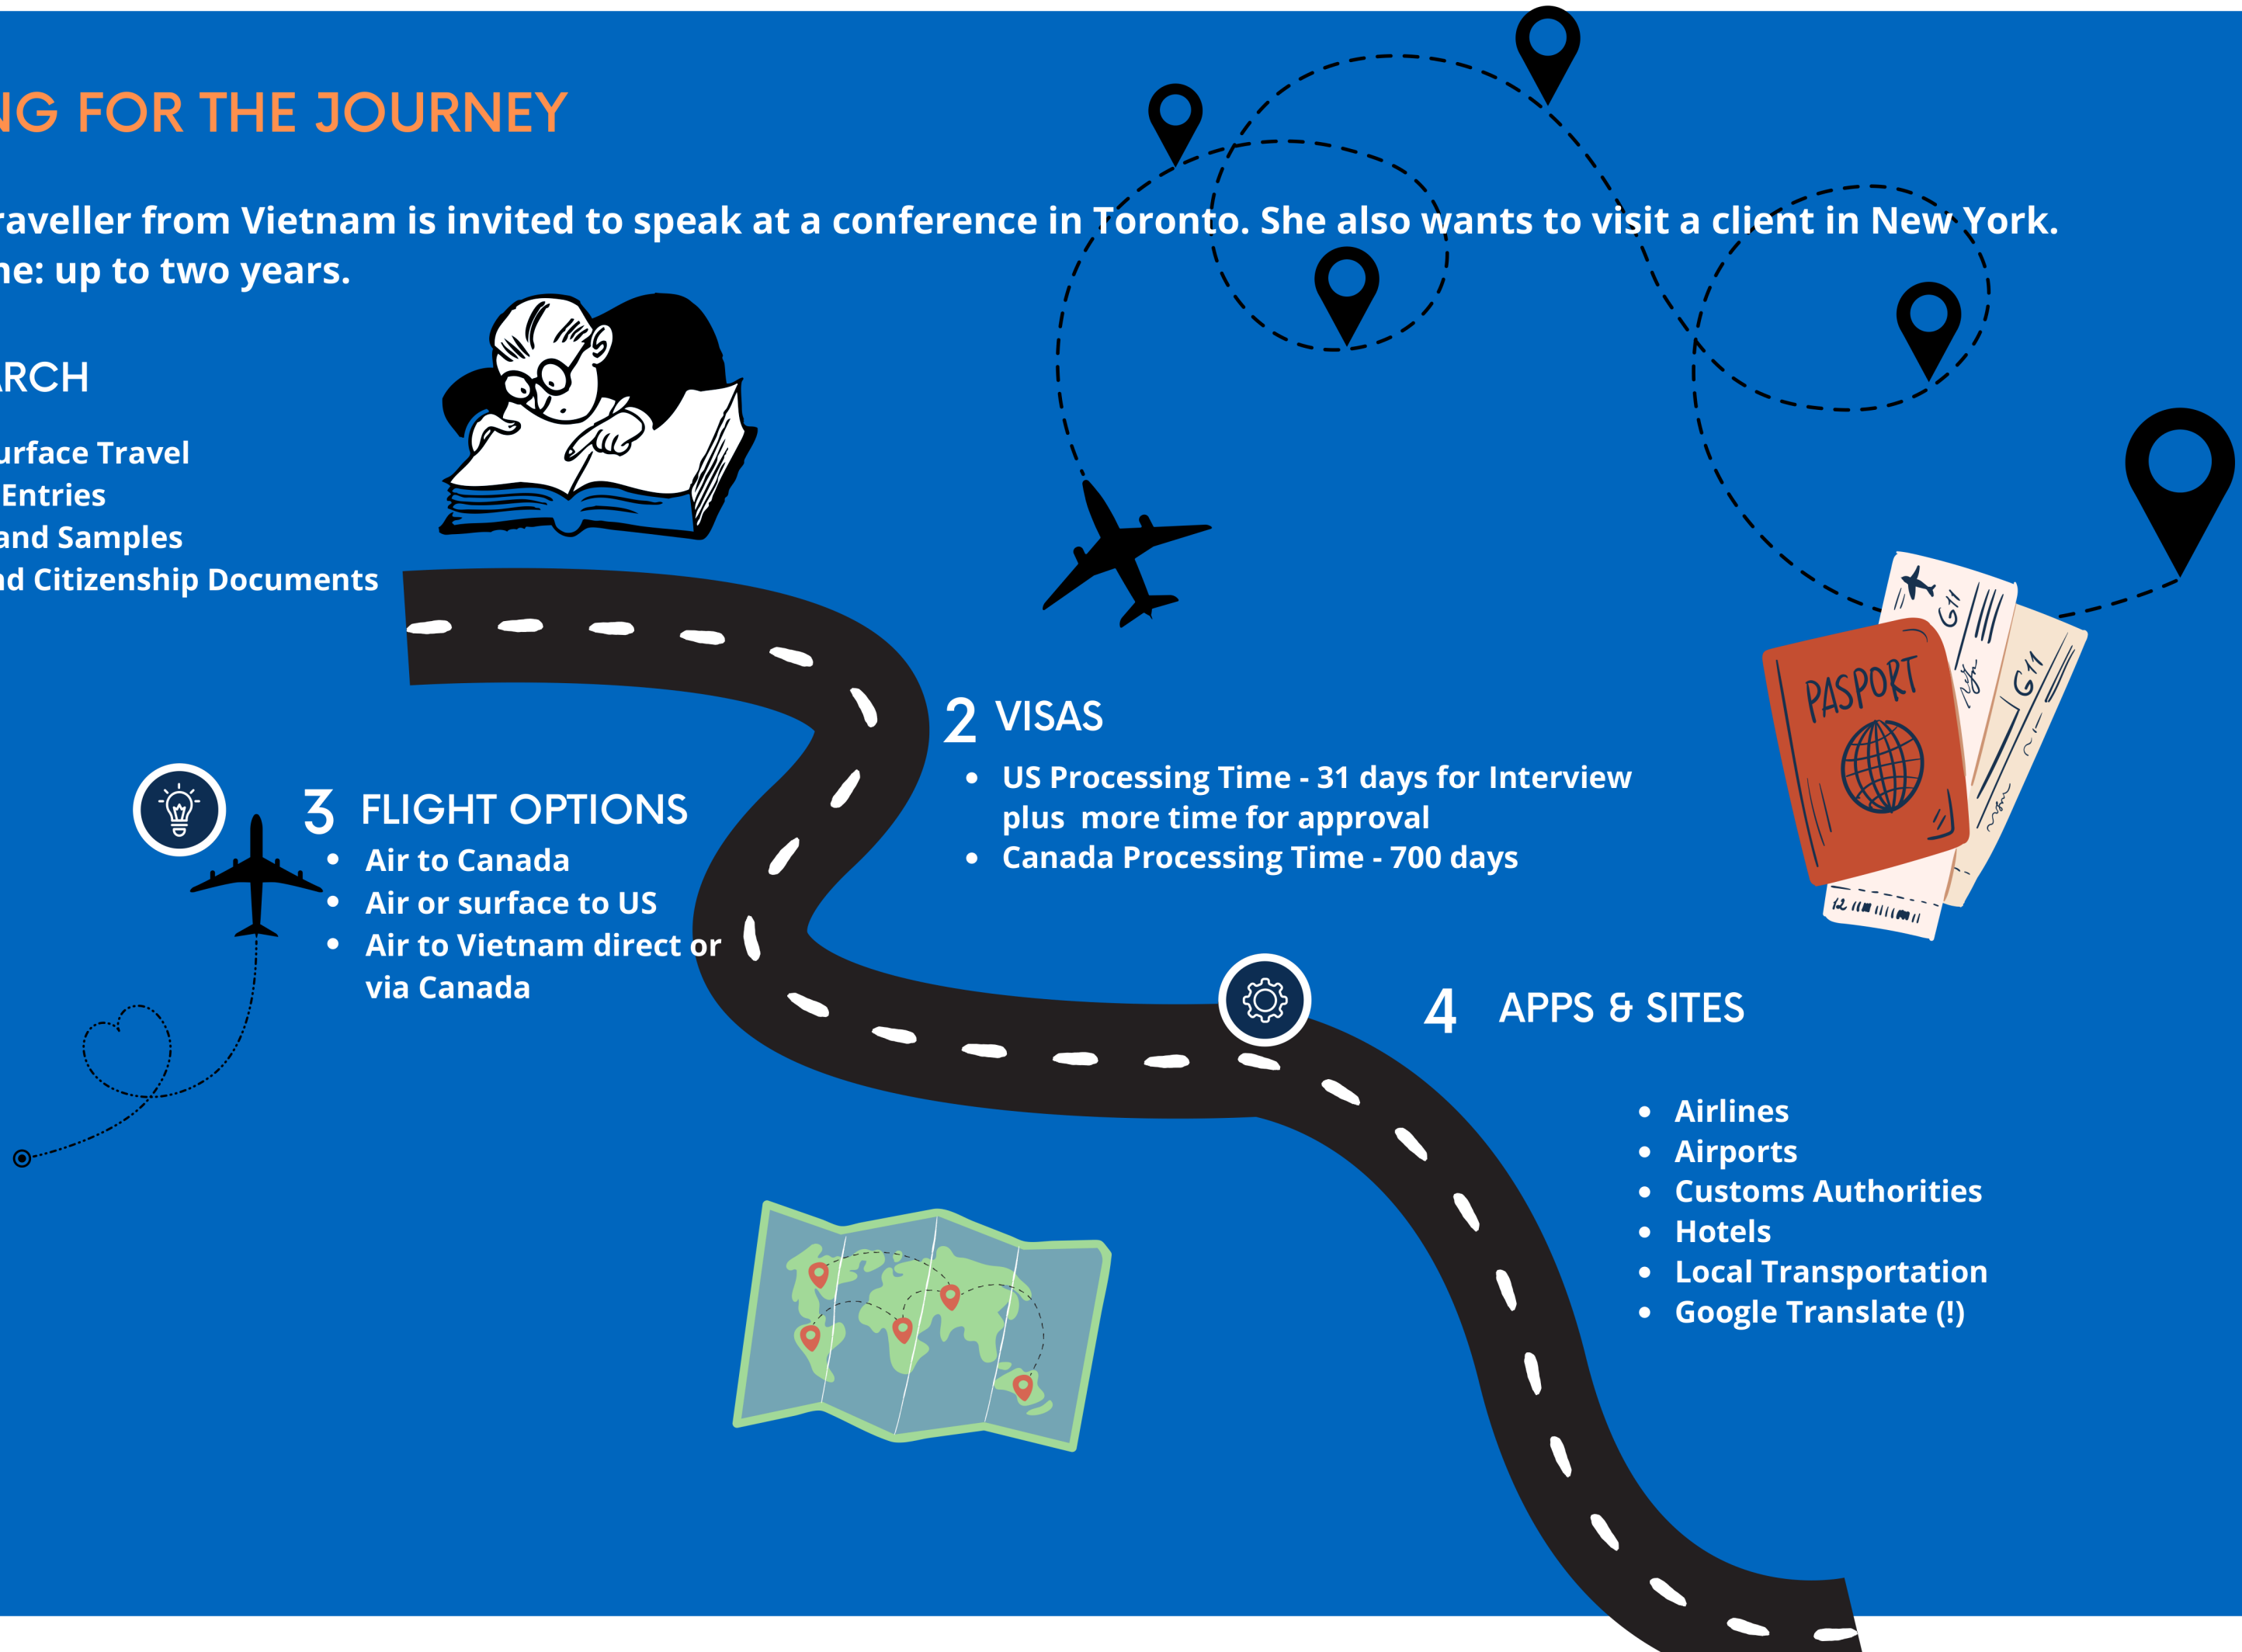 NG FOR THE JOURNEY
raveller from Vietnam is invited to speak at a conference in Toronto. She also wants to visit a client in New York.
ne: up to two years.
ARCH
urface Travel
Entries
and Samples
nd Citizenship Documents
2 VISAS
• US Processing Time - 31 days for Interview
plus more time for approval
• Canada Processing Time - 700 days
3 FLIGHT OPTIONS
• Air to Canada
• Air or surface to US
• Air to Vietnam direct or
via Canada
PASPORT
G11
G11
4 APPS & SITES
• Airlines
• Airports
• Customs Authorities
• Hotels
• Local Transportation
• Google Translate (!)